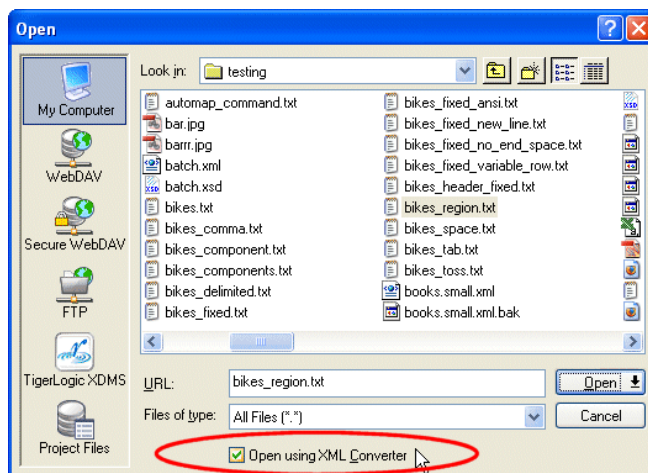 Open
Look in: testing
My Computer
WebDAV
Secure WebDAV
FTP
TigerLogic XDMS
Project Files
automap_command.txt
bar.jpg
barrr.jpg
batch.xml
batch.xsd
bikes.txt
bikes_comma.txt
bikes_component.txt
bikes_components.txt
bikes_delimited.txt
bikes_fixed.txt
bikes_fixed_ansi.txt
bikes_fixed_new_line.txt
bikes_fixed_no_end_space.txt
bikes_fixed_variable_row.txt
bikes_header_fixed.txt
bikes_region.txt
bikes_space.txt
bikes_tab.txt
bikes_toss.txt
books.small.xml
books.small.xml.bak
URL: bikes_region.txt Open
Files of type: All Files (*.*) Cancel
Open using XML Converter